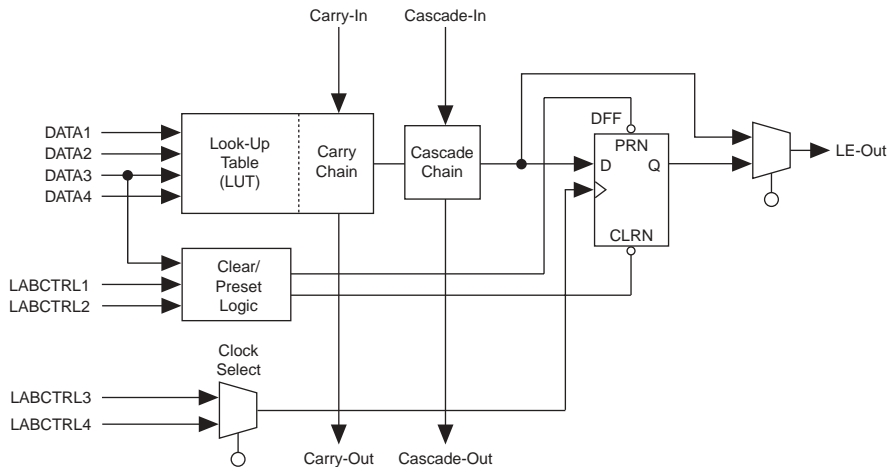 Carry-In
Cascade-In
DATA1
DATA2
DATA3
DATA4
Look-Up
Table
(LUT)
Carry
Chain
Cascade
Chain
DFF
PRN
D
Q
CLRN
LE-Out
LABCTRL1
LABCTRL2
Clear/
Preset
Logic
Clock
Select
LABCTRL3
LABCTRL4
Carry-Out
Cascade-Out